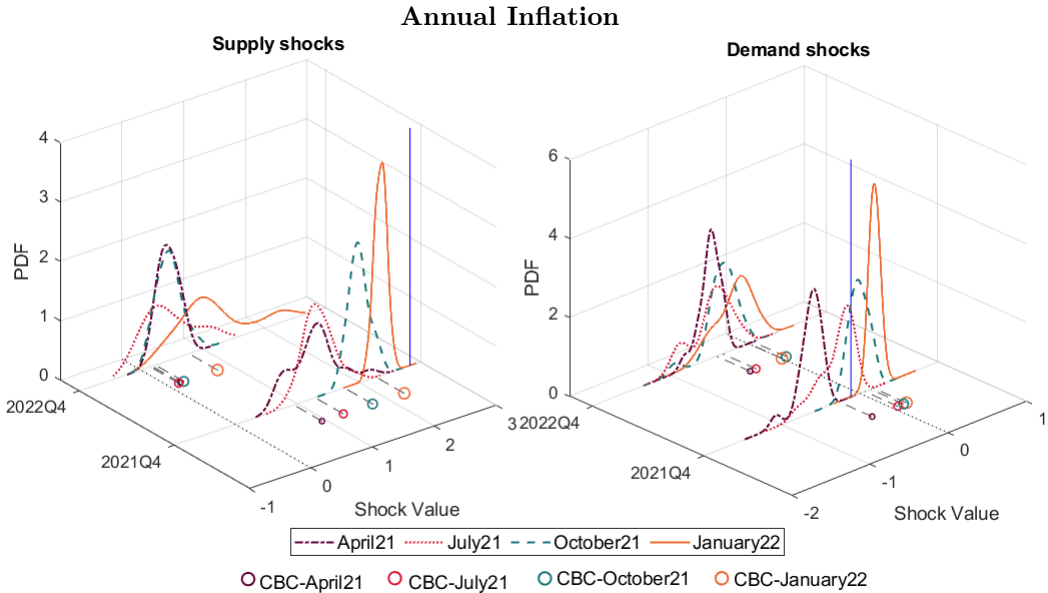 Annual Inflation
Supply shocks
Demand shocks
4
3
2
1
0
PDF
2022Q4
2021Q4
-1
0
1
2
3
Shock Value
6
4
2
0
PDF
2022Q4
2021Q4
-2
-1
0
1
Shock Value
April21 July21 October21 January22
CBC-April21 CBC-July21 CBC-October21 CBC-January22